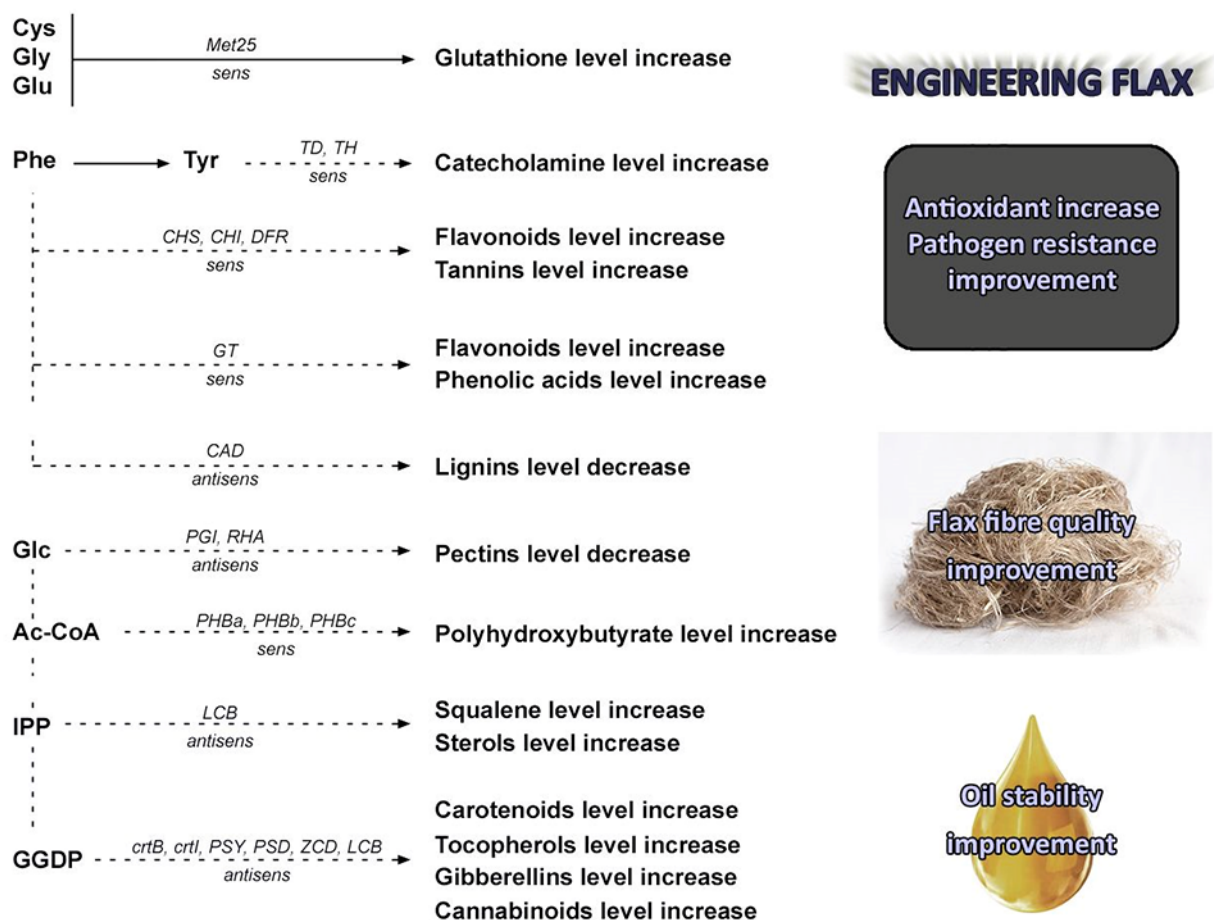 Cys
Gly
Glu
Met25
sens
Glutathione level increase
ENGINEERING FLAX
Phe
Tyr
TD, TH
sens
Catecholamine level increase
CHS, CHI, DFR
sens
Flavonoids level increase
Tannins level increase
Antioxidant increase
Pathogen resistance
improvement
GT
sens
Flavonoids level increase
Phenolic acids level increase
CAD
antisens
Lignins level decrease
Glc
PGI, RHA
antisens
Pectins level decrease
Flax fibre quality
improvement
Ac-CoA
PHBa, PHBb, PHBc
sens
Polyhydroxybutyrate level increase
IPP
LCB
antisens
Squalene level increase
Sterols level increase
GGDP
crtB, crtI, PSY, PSD, ZCD, LCB
antisens
Carotenoids level increase
Tocopherols level increase
Gibberellins level increase
Cannabinoids level increase
Oil stability
improvement